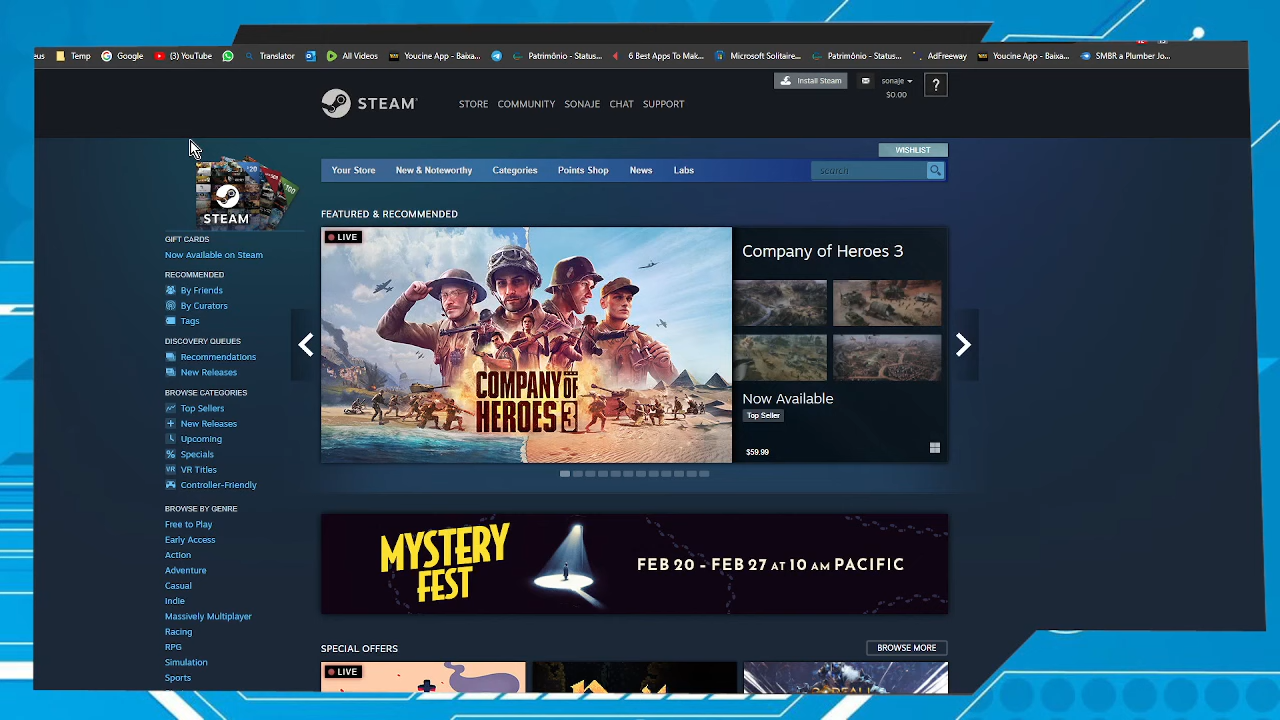 Temp
Google
(3) YouTube
Translator
All Videos
Youcine App - Baixa...
Patrimônio - Status...
6 Best Apps To Mak...
Microsoft Solitaire...
Patrimônio - Status...
AdFreeway
Youcine App - Baixa...
SMBR a Plumber Jo...
Install Steam
sonaje
$0.00
?
STEAM
STORE
COMMUNITY
SONAJE
CHAT
SUPPORT
WISHLIST
Your Store
New & Noteworthy
Categories
Points Shop
News
Labs
search
STEAM
GIFT CARDS
Now Available on Steam
RECOMMENDED
By Friends
By Curators
Tags
DISCOVERY QUEUES
Recommendations
New Releases
BROWSE CATEGORIES
Top Sellers
New Releases
Upcoming
Specials
VR Titles
Controller-Friendly
BROWSE BY GENRE
Free to Play
Early Access
Action
Adventure
Casual
Indie
Massively Multiplayer
Racing
RPG
Simulation
Sports
FEATURED & RECOMMENDED
LIVE
COMPANY OF
HEROES 3
Company of Heroes 3
Now Available
Top Seller
$59.99
MYSTERY
FEST
FEB 20 - FEB 27 AT 10 AM PACIFIC
SPECIAL OFFERS
BROWSE MORE
LIVE